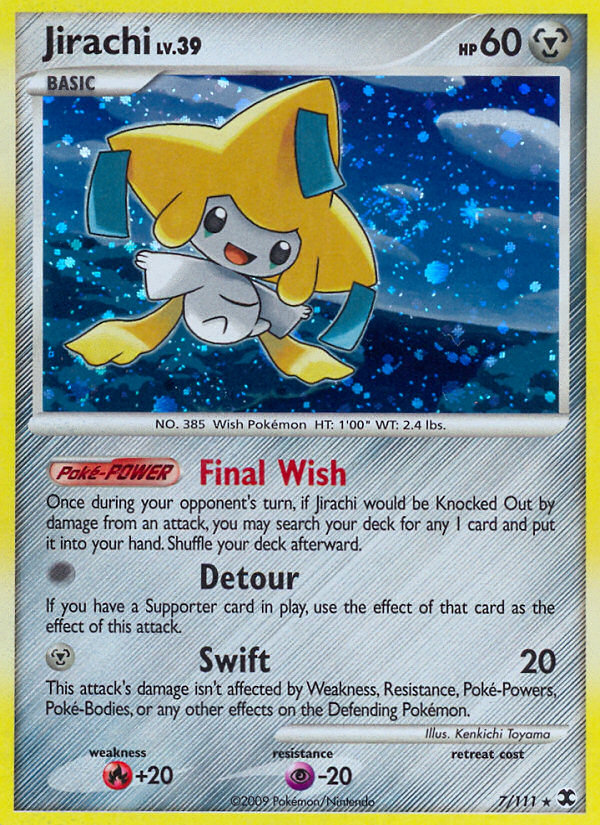 Jirachi LV.39 HP 60
BASIC
NO. 385 Wish Pokémon HT: 1'00" WT: 2.4 lbs.
Poké-POWER Final Wish
Once during your opponent's turn, if Jirachi would be Knocked Out by
damage from an attack, you may search your deck for any 1 card and put
it into your hand. Shuffle your deck afterward.
Detour
If you have a Supporter card in play, use the effect of that card as the
effect of this attack.
Swift 20
This attack's damage isn't affected by Weakness, Resistance, Poké-Powers,
Poké-Bodies, or any other effects on the Defending Pokémon.
Illus. Kenkichi Toyama
weakness resistance retreat cost
+20 -20
©2009 Pokémon/Nintendo 7/111